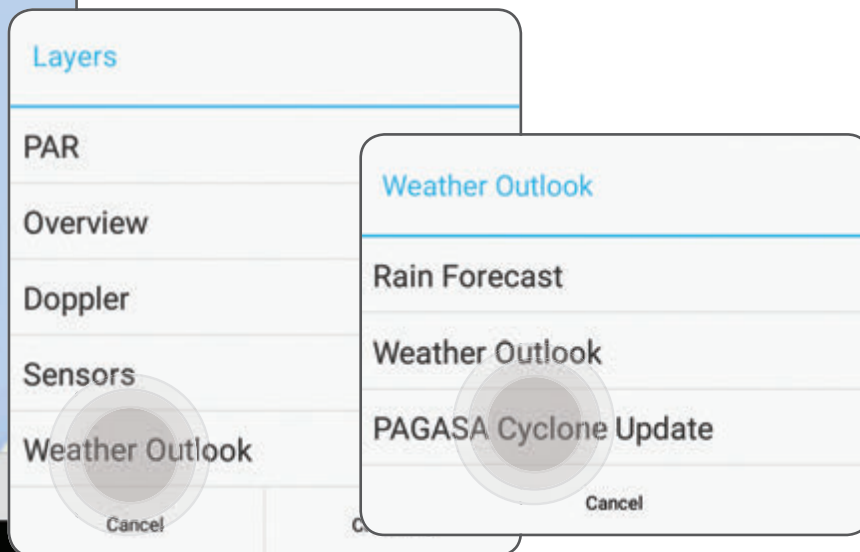 Layers
PAR
Overview
Doppler
Sensors
Weather Outlook
Cancel
Weather Outlook
Rain Forecast
Weather Outlook
PAGASA Cyclone Update
Cancel